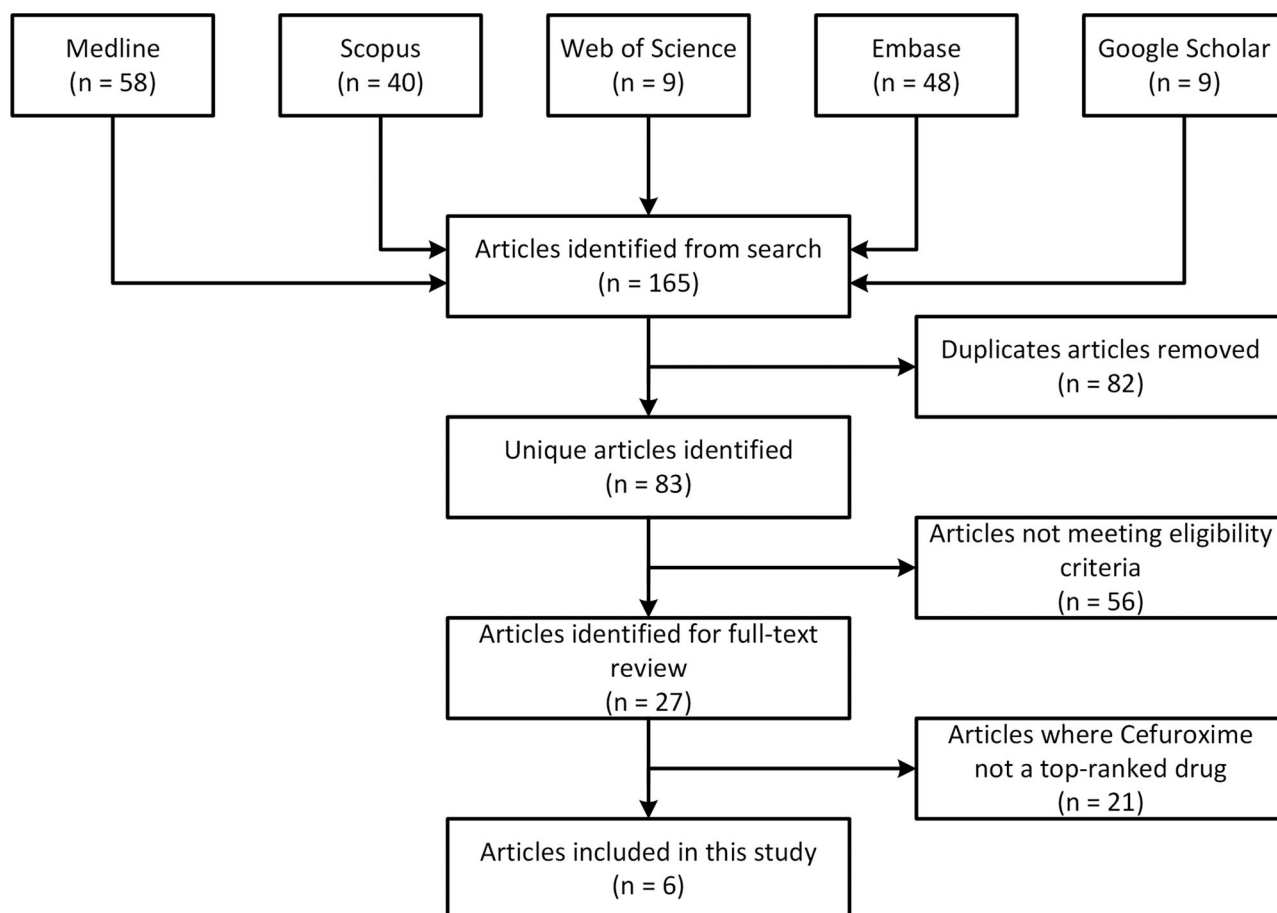 Medline
(n = 58)
Scopus
(n = 40)
Web of Science
(n = 9)
Embase
(n = 48)
Google Scholar
(n = 9)
Articles identified from search
(n = 165)
Duplicates articles removed
(n = 82)
Unique articles identified
(n = 83)
Articles not meeting eligibility
criteria
(n = 56)
Articles identified for full-text
review
(n = 27)
Articles where Cefuroxime
not a top-ranked drug
(n = 21)
Articles included in this study
(n = 6)